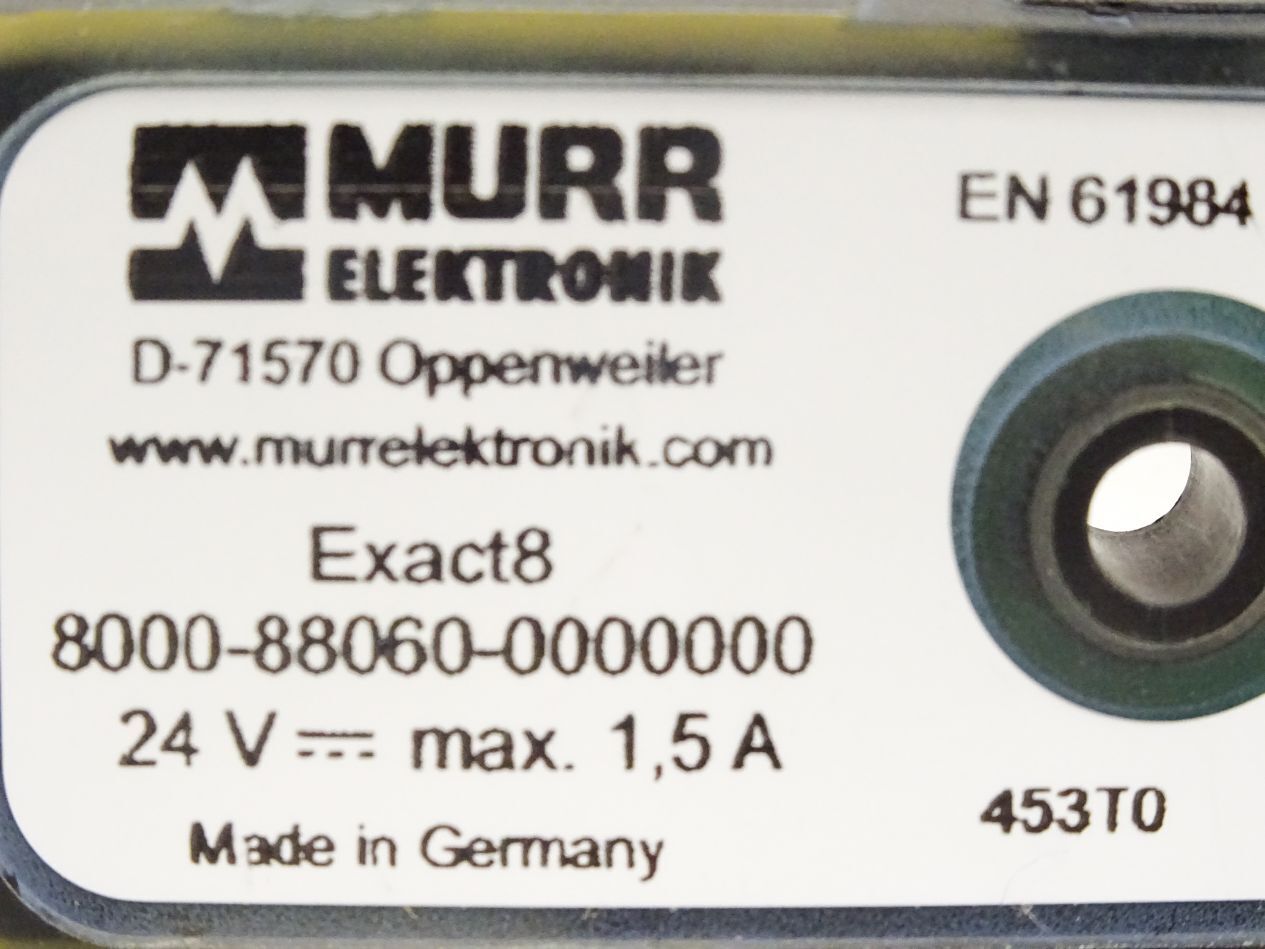 MURR
ELEKTRONIK
D-71570 Oppenweiler
www.murrelektronik.com
Exact8
8000-88060-0000000
24 V ⎓ max. 1,5 A
Made in Germany
EN 61984
453T0